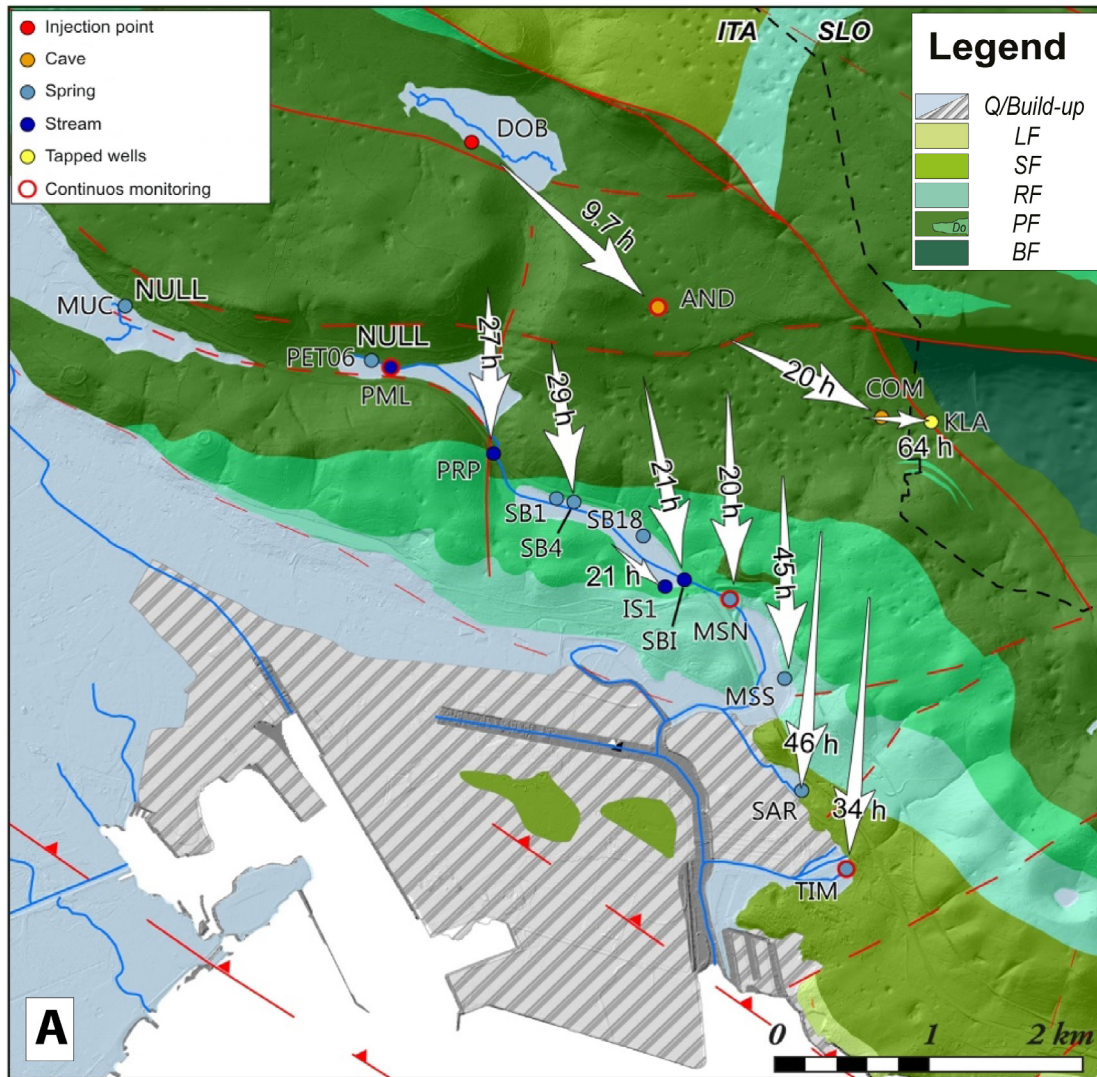 Injection point
Cave
Spring
Stream
Tapped wells
Continuos monitoring
ITA SLO
Legend
Q/Build-up
LF
SF
RF
Do PF
BF
DOB
9.7 h
AND
MUC NULL
NULL
PET06
PML
27 h
29 h
20 h
COM
KLA
64 h
PRP
21 h
20 h
SB1
SB4
SB18
45 h
21 h
IS1
SBI
MSN
MSS
46 h
SAR
34 h
TIM
A
0 1 2 km